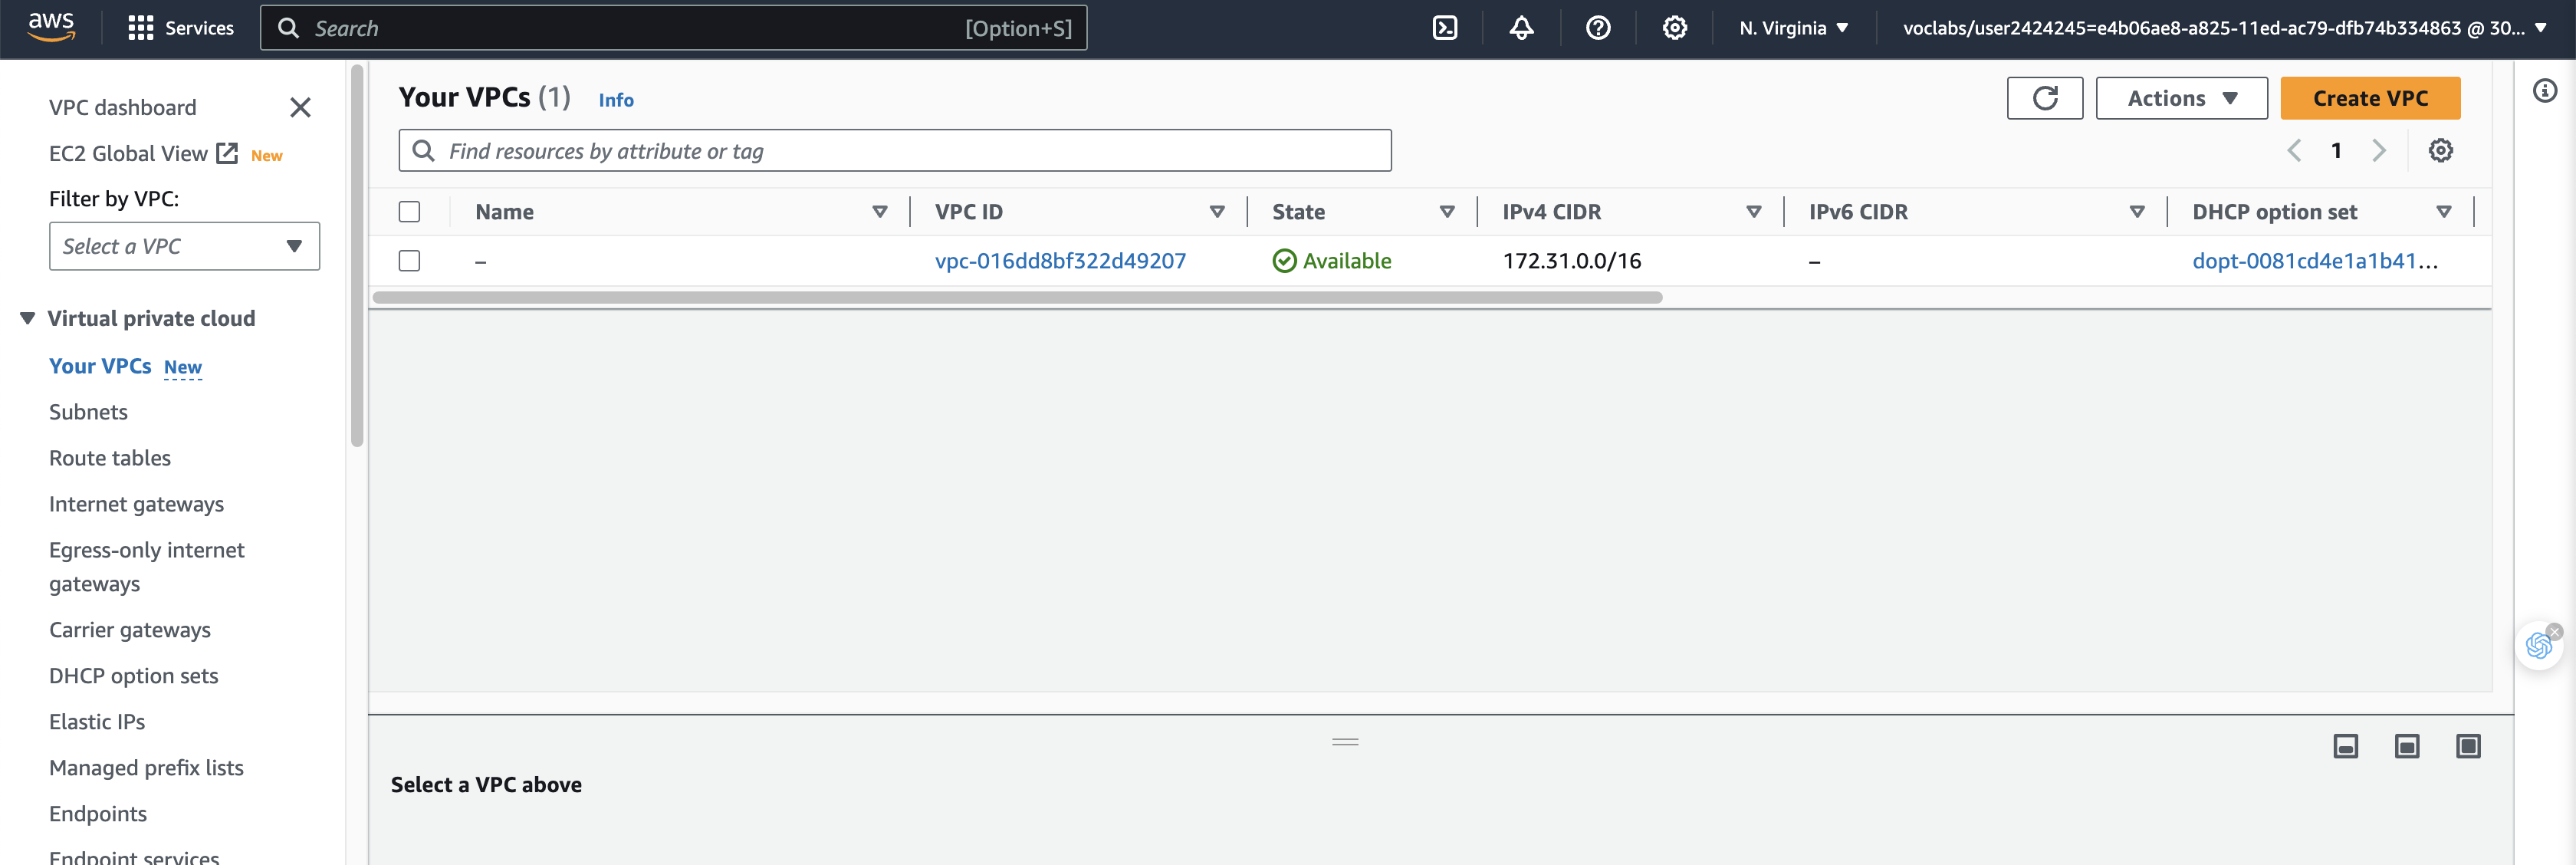 aws
Services
Search [Option+S]
N. Virginia
voclabs/user2424245=e4b06ae8-a825-11ed-ac79-dfb74b334863 @ 30...
VPC dashboard
EC2 Global View New
Filter by VPC:
Select a VPC
Virtual private cloud
Your VPCs New
Subnets
Route tables
Internet gateways
Egress-only internet
gateways
Carrier gateways
DHCP option sets
Elastic IPs
Managed prefix lists
Endpoints
Endpoint services
Your VPCs (1) Info
Actions
Create VPC
Find resources by attribute or tag
1
Name VPC ID State IPv4 CIDR IPv6 CIDR DHCP option set
– vpc-016dd8bf322d49207 Available 172.31.0.0/16 – dopt-0081cd4e1a1b41...
Select a VPC above